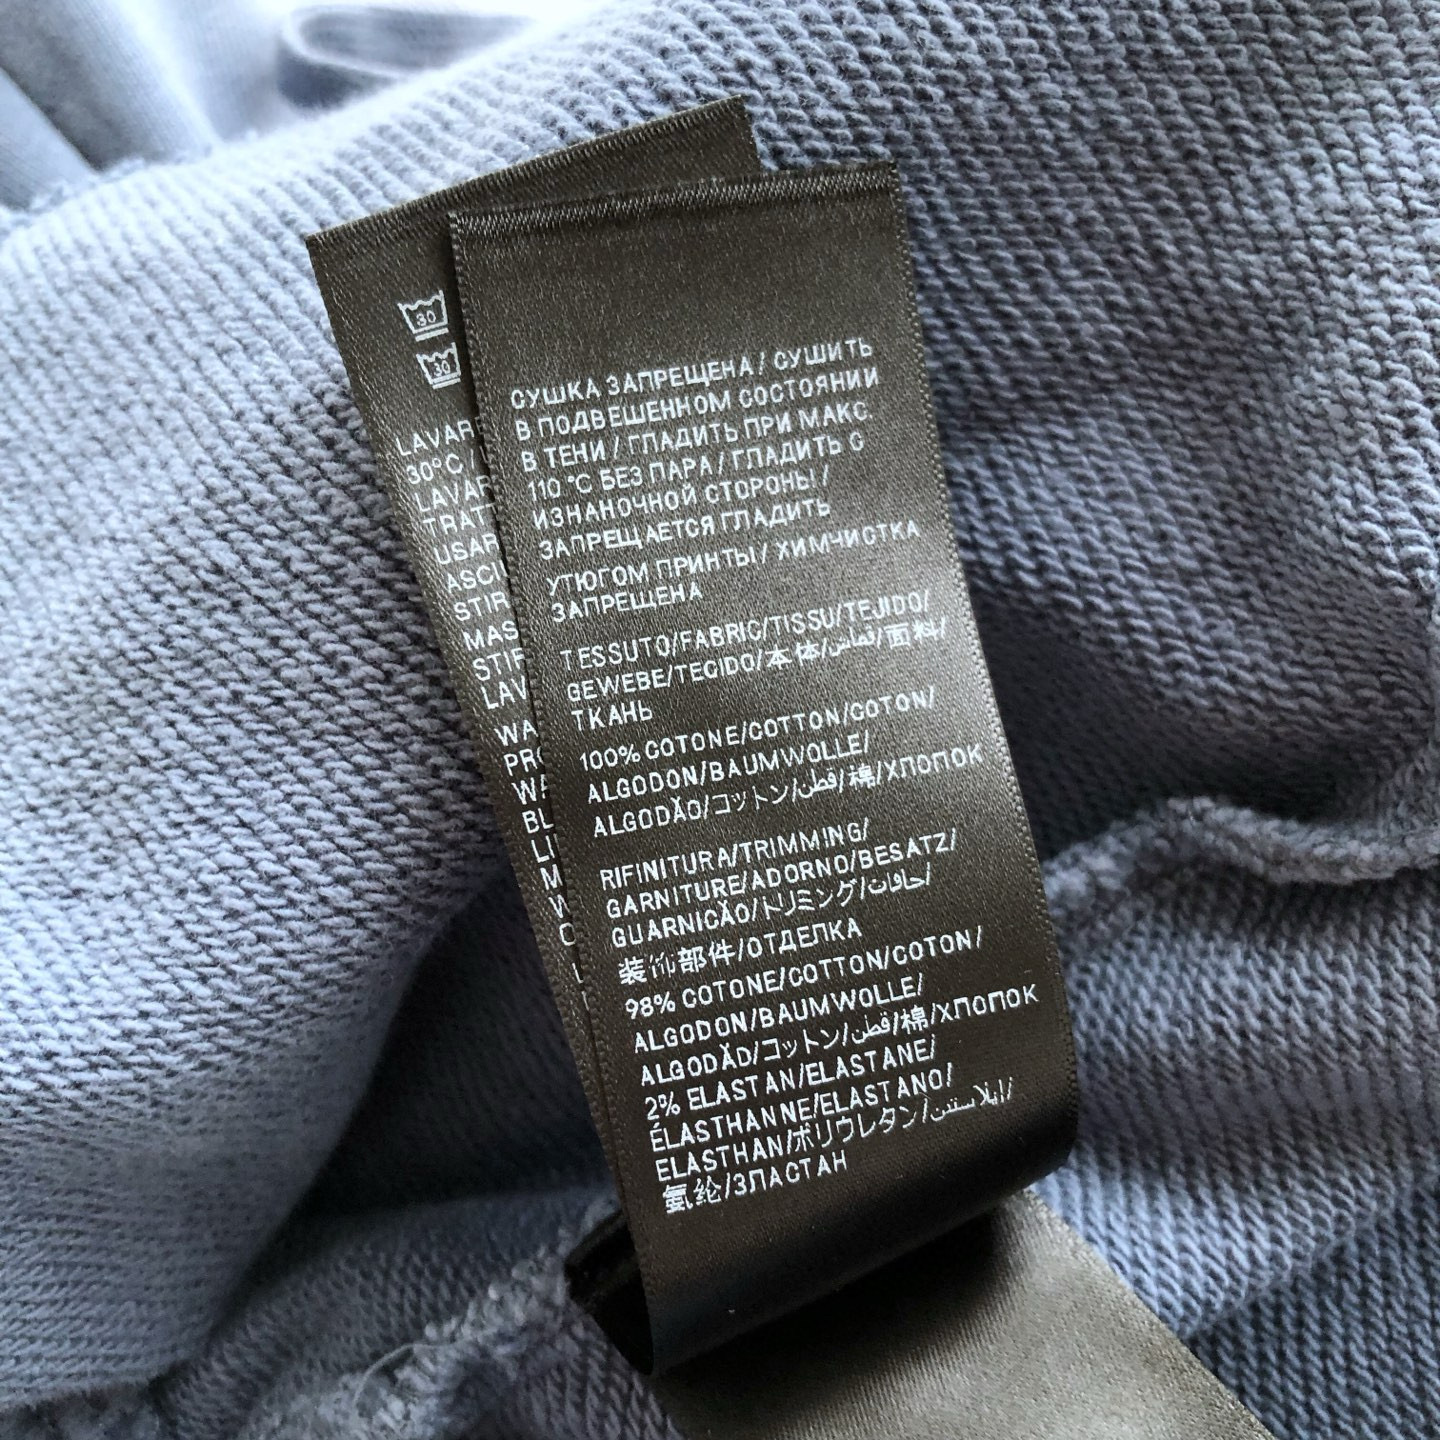 30
30
LAVAR
30°C /
LAVAR
TRATT
USAR
ASCIU
STIR
MAS
STIR
LAV
WA
PRO
WA
BL
LI
M
W
СУШКА ЗАПРЕЩЕНА / СУШИТЬ
В ПОДВЕШЕННОМ СОСТОЯНИИ
В ТЕНИ / ГЛАДИТЬ ПРИ МАКС.
110 °С БЕЗ ПАРА / ГЛАДИТЬ С
ИЗНАНОЧНОЙ СТОРОНЫ /
ЗАПРЕЩАЕТСЯ ГЛАДИТЬ
УТЮГОМ ПРИНТЫ / ХИМЧИСТКА
ЗАПРЕЩЕНА
TESSUTO/FABRIC/TISSU/TEJIDO/
GEWEBE/TECIDO/本体/قماش/面料/
ТКАНЬ
100% COTONE/COTTON/COTON/
ALGODON/BAUMWOLLE/
ALGODÃO/コットン/قطن/棉/ХЛОПОК
RIFINITURA/TRIMMING/
GARNITURE/ADORNO/BESATZ/
GUARNIÇÃO/トリミング/حافات/
装饰部件/ОТДЕЛКА
98% COTONE/COTTON/COTON/
ALGODON/BAUMWOLLE/
ALGODÃO/コットン/قطن/棉/ХЛОПОК
2% ELASTAN/ELASTANE/
ÉLASTHANNE/ELASTANO/
ELASTHAN/ポリウレタン/إيلاستين/
氨纶/ЭЛАСТАН